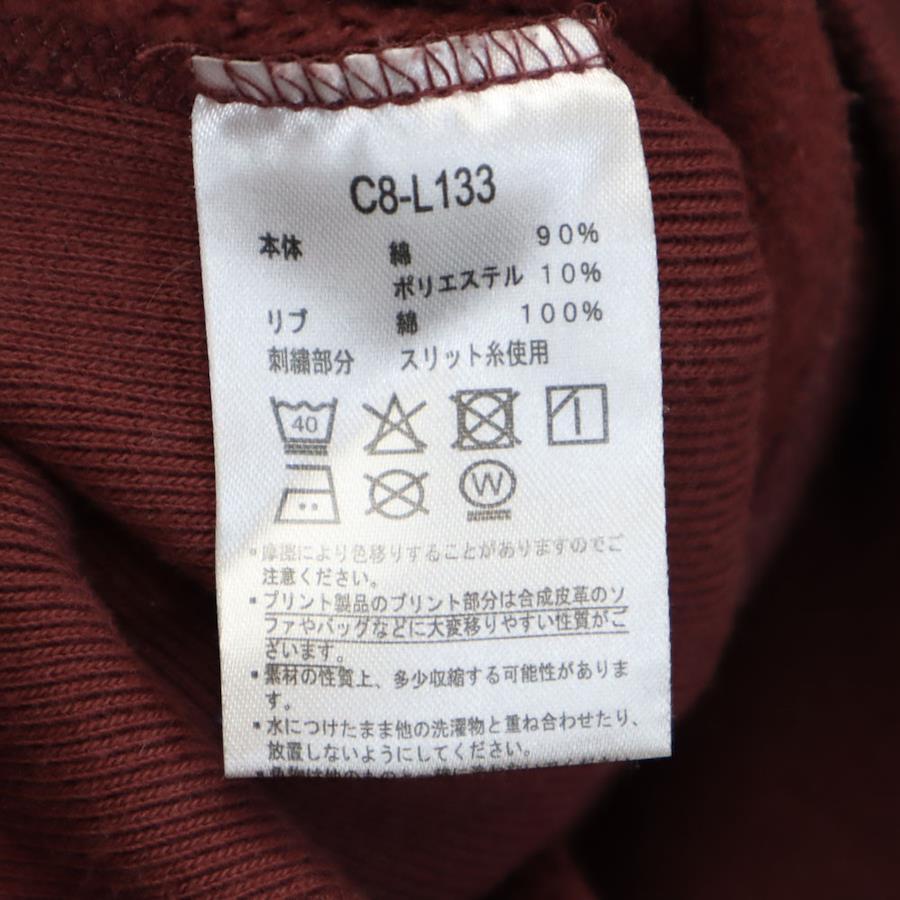 C8-L133
本体 綿 90%
ポリエステル 10%
リブ 綿 100%
刺繍部分 スリット糸使用
40
W
・摩擦により色移りすることがありますのでご
注意ください。
・プリント製品のプリント部分は合成皮革のソ
ファやバッグなどに大変移りやすい性質がご
ざいます。
・素材の性質上、多少収縮する可能性がありま
す。
・水につけたまま他の洗濯物と重ね合わせたり、
放置しないようにしてください。